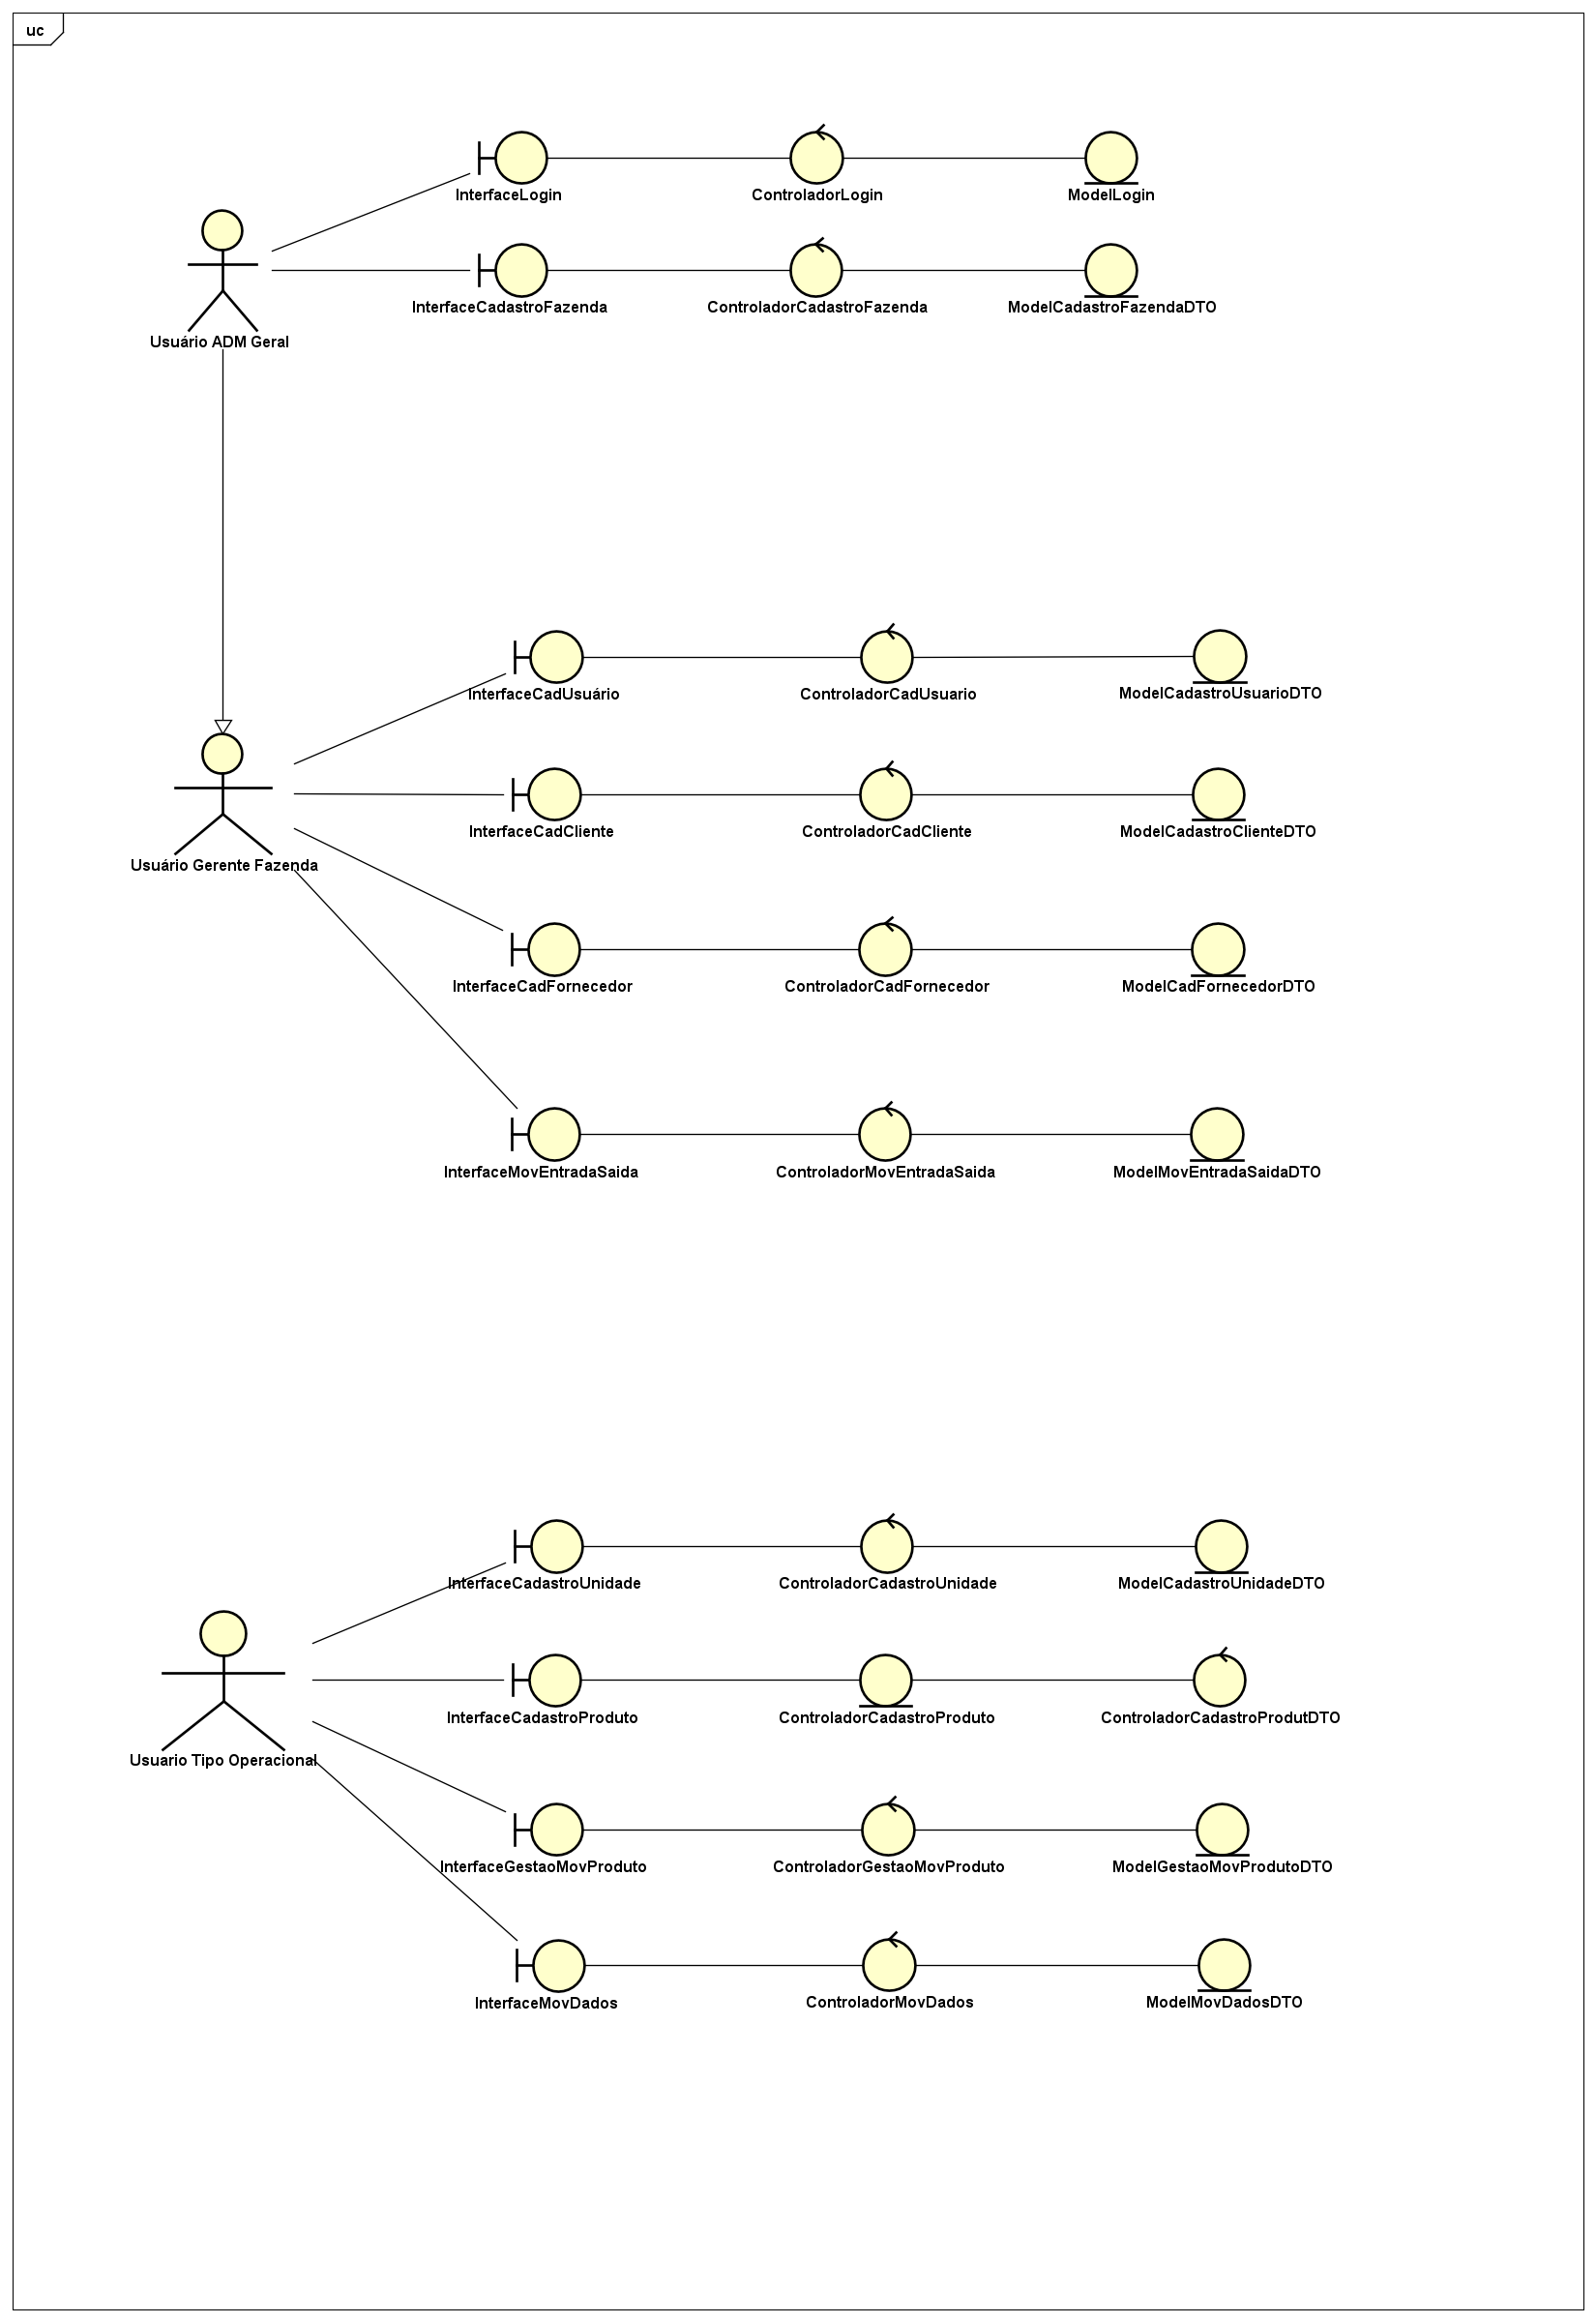 uc
InterfaceLogin
ControladorLogin
ModelLogin
InterfaceCadastroFazenda
ControladorCadastroFazenda
ModelCadastroFazendaDTO
Usuário ADM Geral
InterfaceCadUsuário
ControladorCadUsuario
ModelCadastroUsuarioDTO
InterfaceCadCliente
ControladorCadCliente
ModelCadastroClienteDTO
Usuário Gerente Fazenda
InterfaceCadFornecedor
ControladorCadFornecedor
ModelCadFornecedorDTO
InterfaceMovEntradaSaida
ControladorMovEntradaSaida
ModelMovEntradaSaidaDTO
InterfaceCadastroUnidade
ControladorCadastroUnidade
ModelCadastroUnidadeDTO
InterfaceCadastroProduto
ControladorCadastroProduto
ControladorCadastroProdutDTO
Usuario Tipo Operacional
InterfaceGestaoMovProduto
ControladorGestaoMovProduto
ModelGestaoMovProdutoDTO
InterfaceMovDados
ControladorMovDados
ModelMovDadosDTO